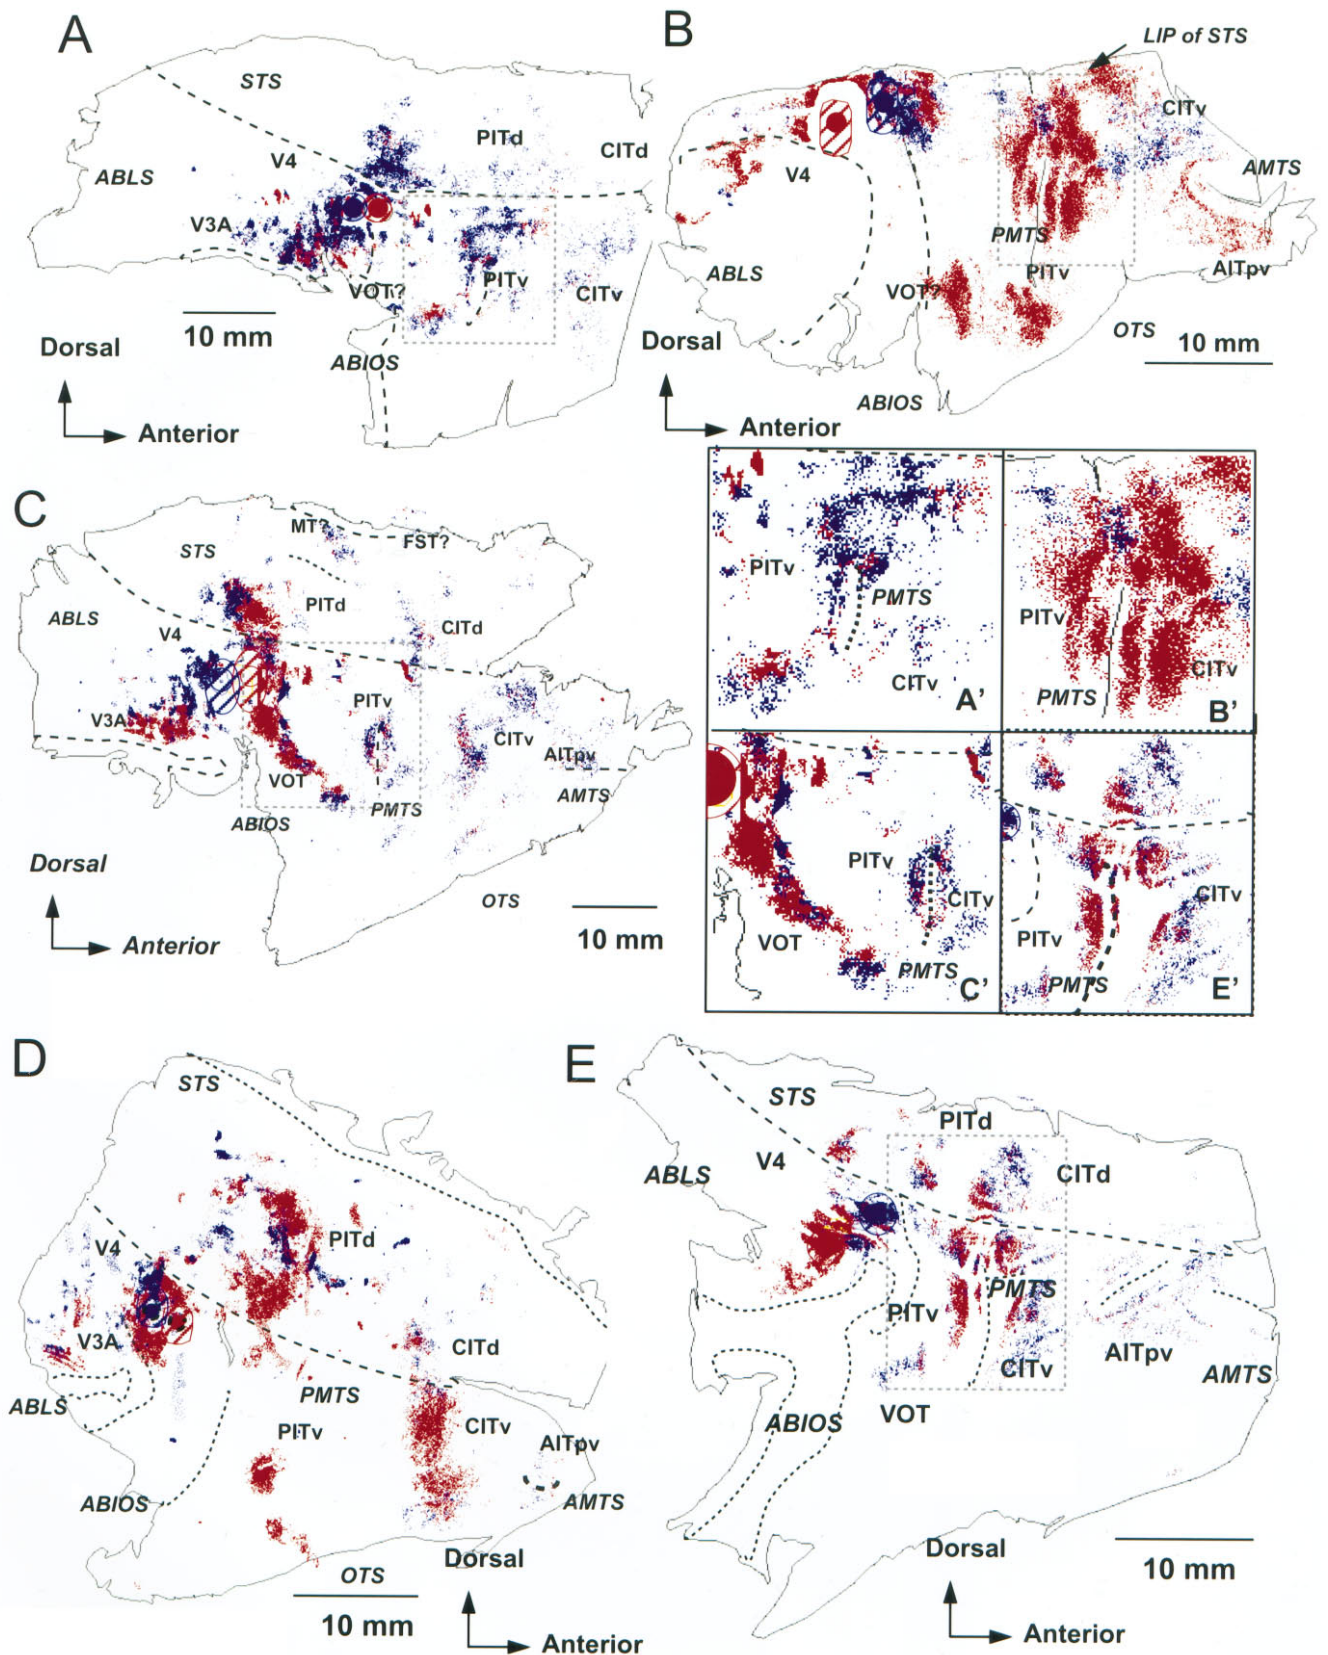 A
STS
PITd
CITd
V4
ABLS
V3A
VOT?
PITv
CITv
10 mm
ABIOS
Dorsal
Anterior
B
LIP of STS
CITv
V4
AMTS
PMTS
ABLS
PITv
AITpv
VOT?
OTS
10 mm
Dorsal
ABIOS
Anterior
C
MT?
FST?
STS
PITd
ABLS
V4
CITd
PITv
V3A
CITv
AITpv
VOT
AMTS
PMTS
ABIOS
Dorsal
OTS
10 mm
Anterior
PITv
PMTS
CITv
A’
PITv
CITv
PMTS
B’
PITv
CITv
VOT
PMTS
C’
CITv
PITv
PMTS
E’
D
STS
V4
PITd
V3A
CITd
ABLS
PMTS
PITv
CITv
AITpv
ABIOS
AMTS
OTS
Dorsal
10 mm
Anterior
E
STS
PITd
V4
ABLS
CITd
PMTS
PITv
AITpv
CITv
AMTS
VOT
ABIOS
Dorsal
10 mm
Anterior